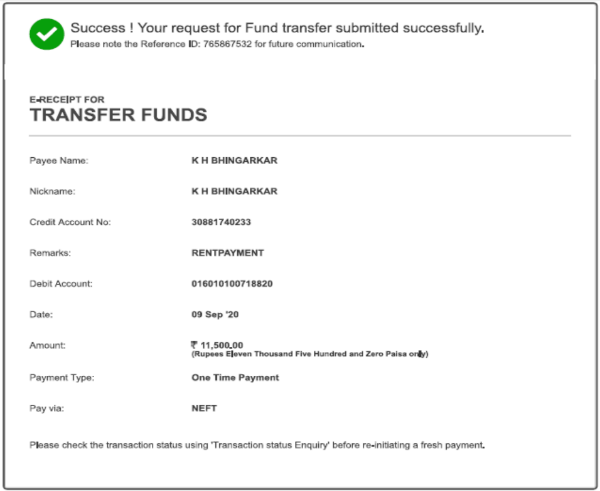 Success ! Your request for Fund transfer submitted successfully.
Please note the Reference ID: 765867532 for future communication.
E-RECEIPT FOR
TRANSFER FUNDS
Payee Name: K H BHINGARKAR
Nickname: K H BHINGARKAR
Credit Account No: 30881740233
Remarks: RENTPAYMENT
Debit Account: 016010100718820
Date: 09 Sep '20
Amount: ₹ 11,500.00
(Rupees Eleven Thousand Five Hundred and Zero Paisa only)
Payment Type: One Time Payment
Pay via: NEFT
Please check the transaction status using 'Transaction status Enquiry' before re-initiating a fresh payment.